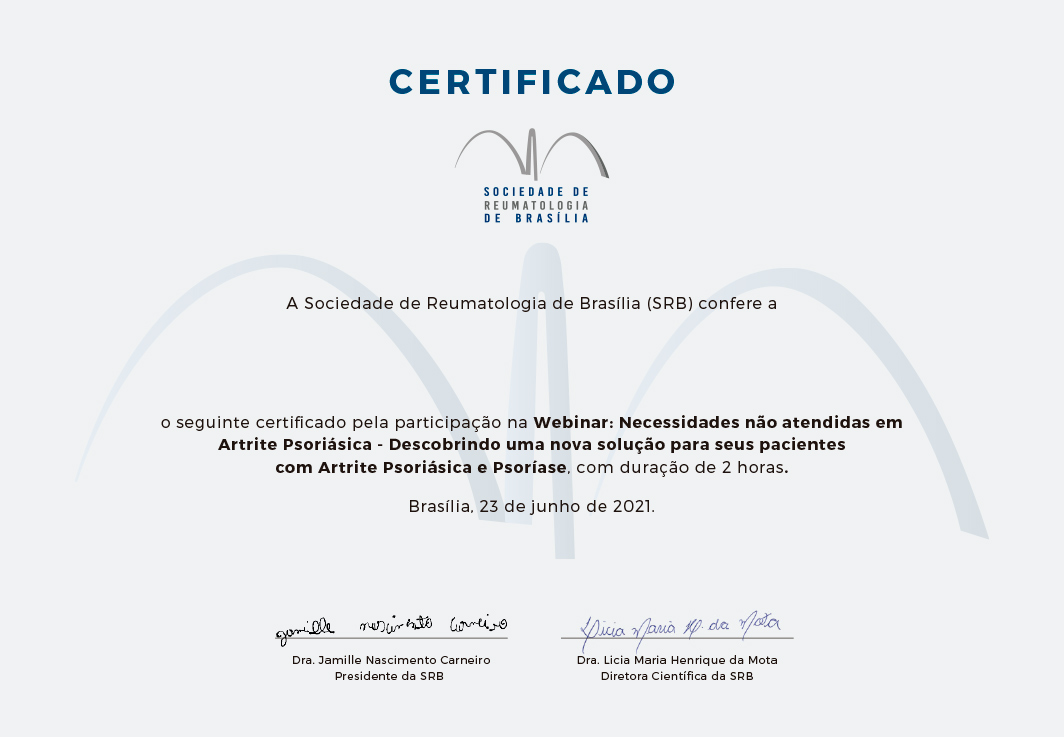 CERTIFICADO
SOCIEDADE DE
REUMATOLOGIA
DE BRASÍLIA
A Sociedade de Reumatologia de Brasília (SRB) confere a
o seguinte certificado pela participação na Webinar: Necessidades não atendidas em
Artrite Psoriásica - Descobrindo uma nova solução para seus pacientes
com Artrite Psoriásica e Psoríase, com duração de 2 horas.
Brasília, 23 de junho de 2021.
Jamille Nascimento Carneiro
Dra. Jamille Nascimento Carneiro
Presidente da SRB
Licia Maria H. da Mota
Dra. Licia Maria Henrique da Mota
Diretora Científica da SRB